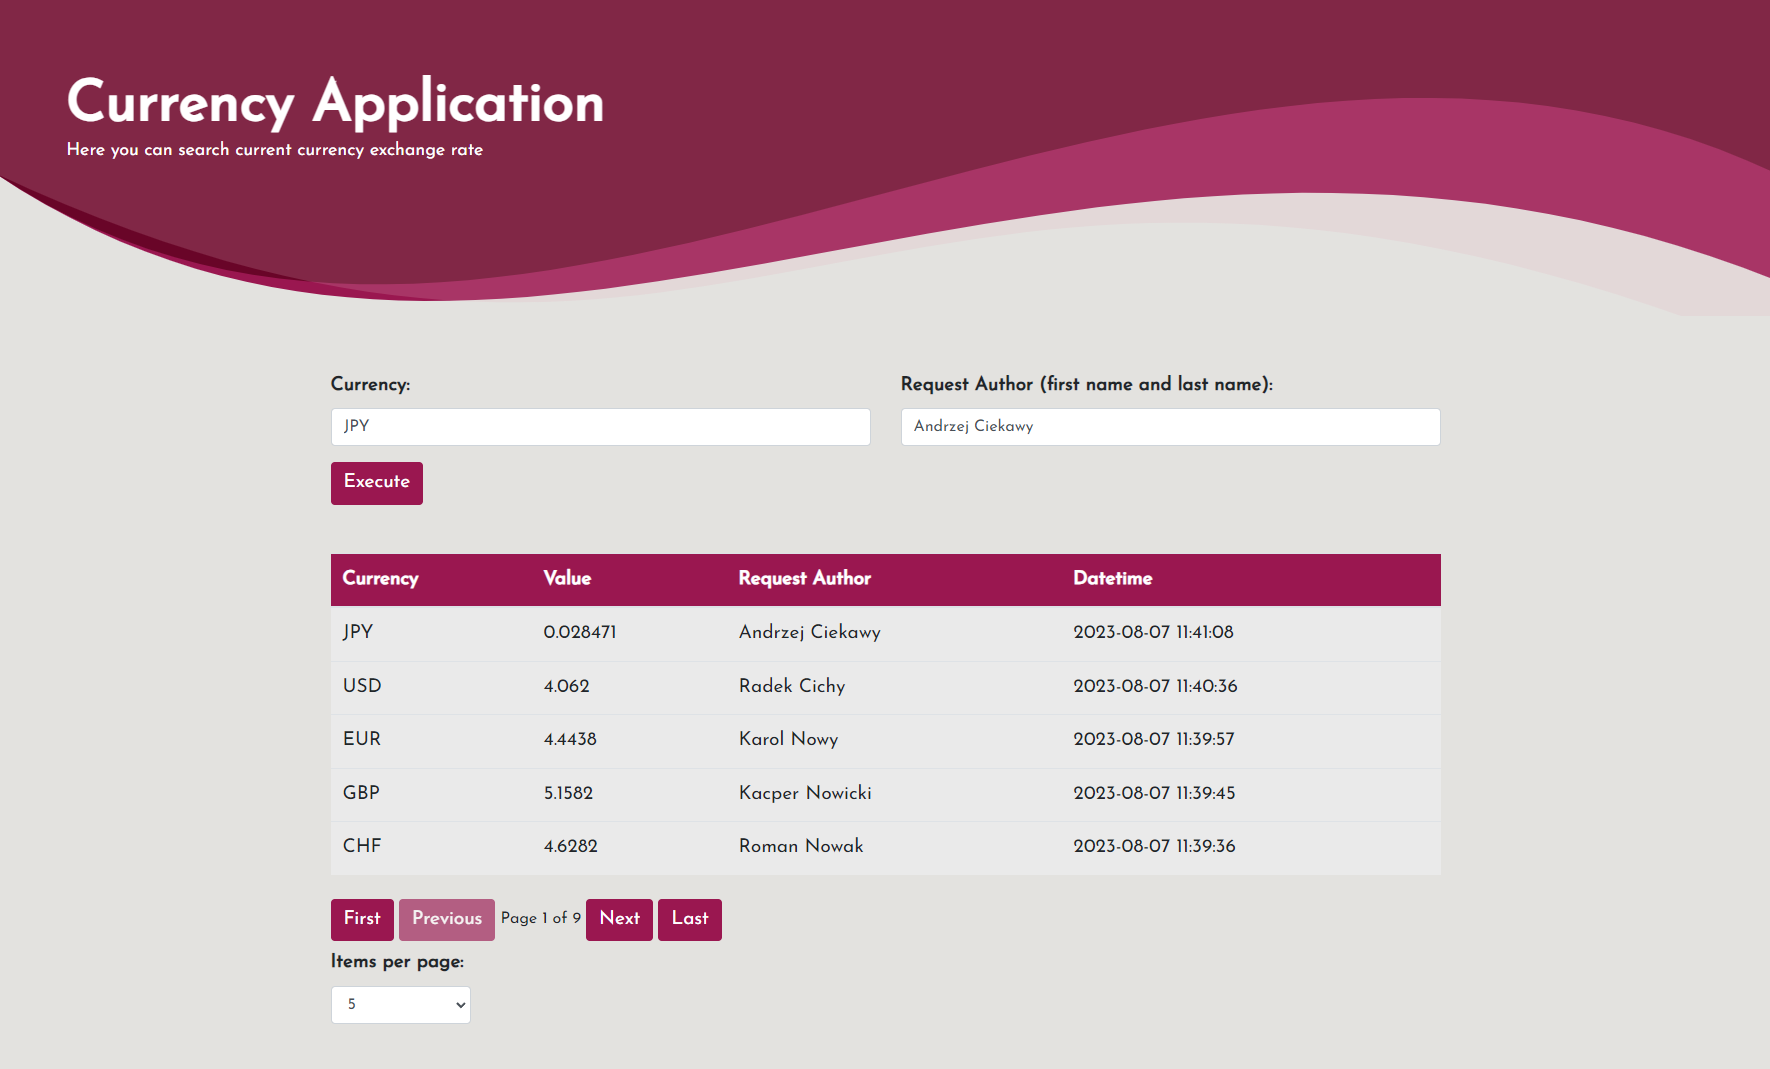 Currency Application
Here you can search current currency exchange rate
Currency: Request Author (first name and last name):
JPY Andrzej Ciekawy
Execute
Currency Value Request Author Datetime
JPY 0.028471 Andrzej Ciekawy 2023-08-07 11:41:08
USD 4.062 Radek Cichy 2023-08-07 11:40:36
EUR 4.4438 Karol Nowy 2023-08-07 11:39:57
GBP 5.1582 Kacper Nowicki 2023-08-07 11:39:45
CHF 4.6282 Roman Nowak 2023-08-07 11:39:36
First Previous Page 1 of 9 Next Last
Items per page:
5